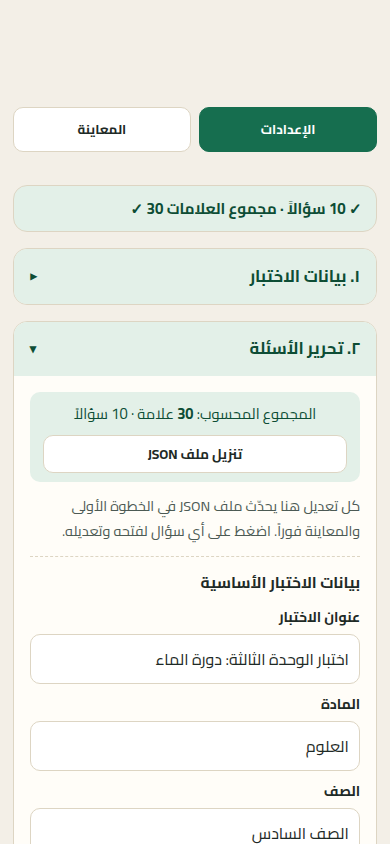 الإعدادات
المعاينة
✓ 10 سؤالاً · مجموع العلامات 30 ✓
١. بيانات الاختبار ◂
٢. تحرير الأسئلة ▾
المجموع المحسوب: 30 علامة · 10 سؤالاً
تنزيل ملف JSON
كل تعديل هنا يحدّث ملف JSON في الخطوة الأولى
والمعاينة فوراً. اضغط على أي سؤال لفتحه وتعديله.
بيانات الاختبار الأساسية
عنوان الاختبار
اختبار الوحدة الثالثة: دورة الماء
المادة
العلوم
الصف
الصف السادس